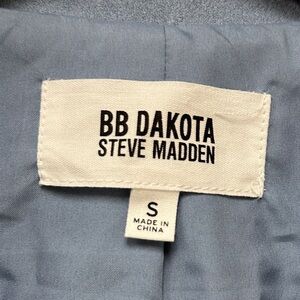 BB DAKOTA
STEVE MADDEN
S
MADE IN
CHINA